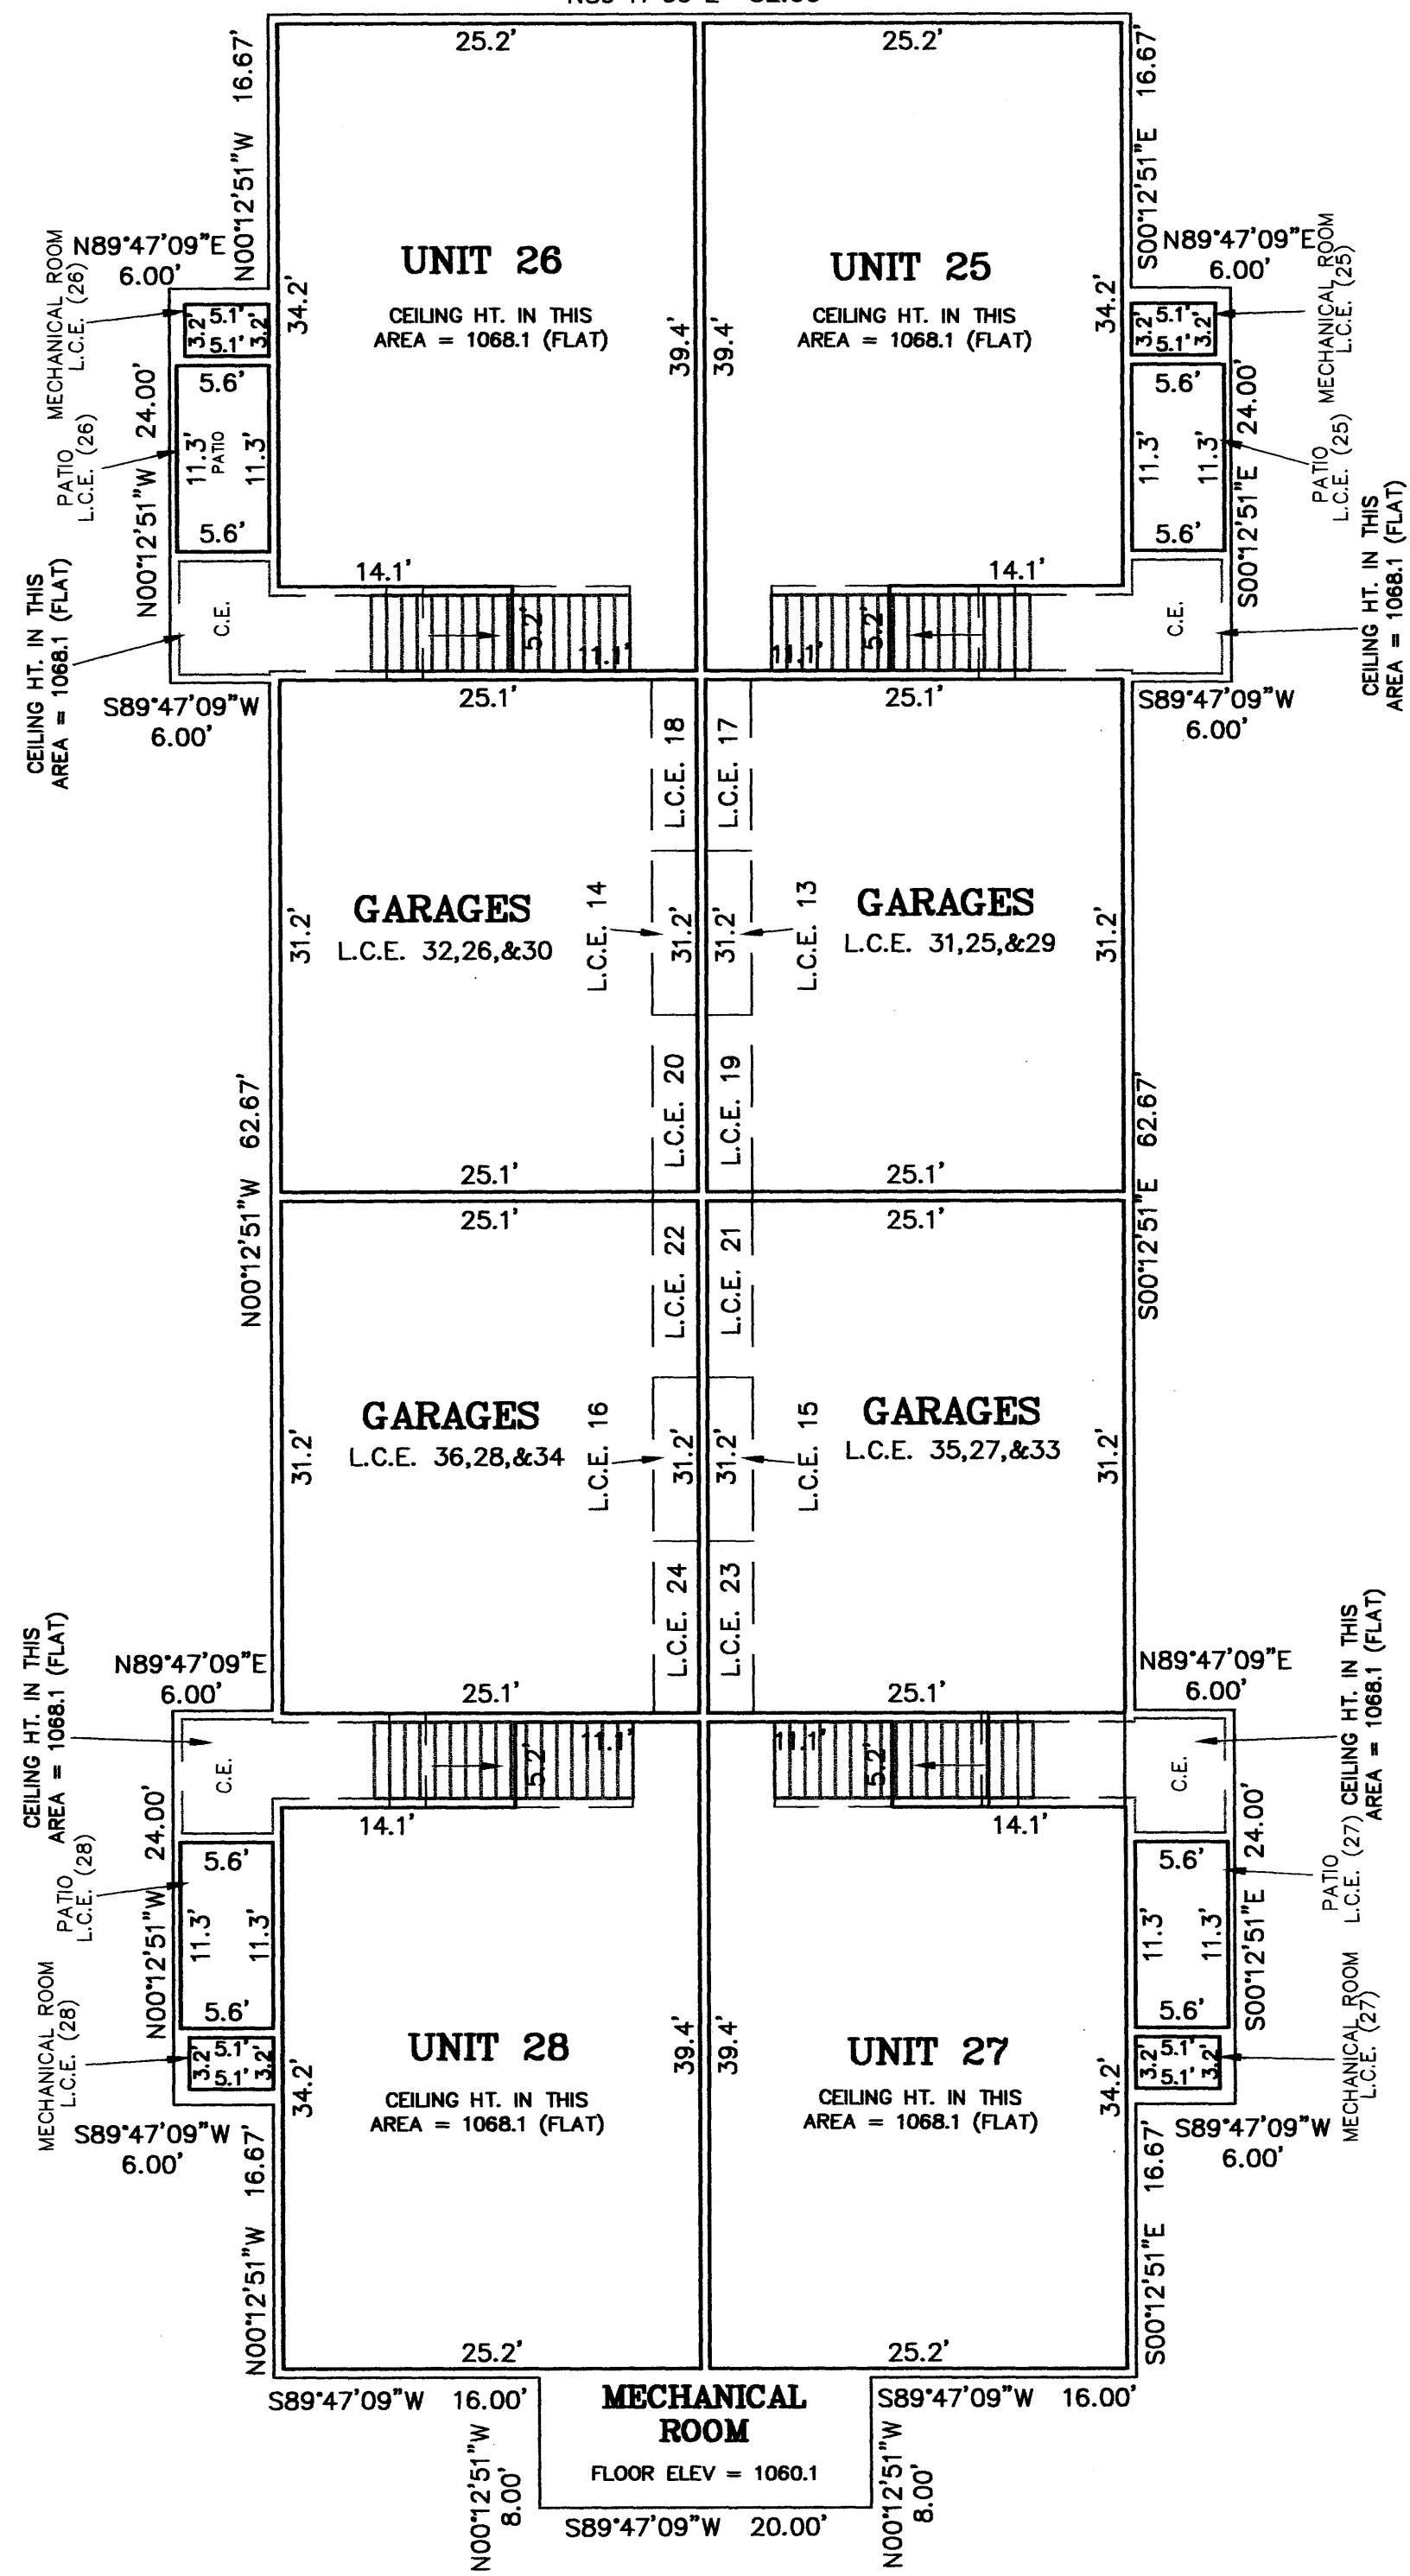 25.2'
25.2'
N00°12'51"W 16.67'
S00°12'51"E 16.67'
N89°47'09"E
6.00'
N89°47'09"E
6.00'
MECHANICAL ROOM
L.C.E. (26)
MECHANICAL ROOM
L.C.E. (25)
UNIT 26
CEILING HT. IN THIS
AREA = 1068.1 (FLAT)
UNIT 25
CEILING HT. IN THIS
AREA = 1068.1 (FLAT)
34.2'
39.4'
39.4'
34.2'
3.2'
5.1'
5.1'
3.2'
3.2'
5.1'
5.1'
3.2'
N00°12'51"W 24.00'
S00°12'51"E 24.00'
PATIO
L.C.E. (26)
PATIO
L.C.E. (25)
5.6'
11.3'
PATIO
11.3'
5.6'
5.6'
11.3'
11.3'
5.6'
CEILING HT. IN THIS
AREA = 1068.1 (FLAT)
CEILING HT. IN THIS
AREA = 1068.1 (FLAT)
C.E.
14.1'
5.2'
11.1'
11.1'
5.2'
14.1'
C.E.
S89°47'09"W
6.00'
S89°47'09"W
6.00'
25.1'
25.1'
L.C.E. 18
L.C.E. 17
GARAGES
L.C.E. 32,26,&30
L.C.E. 14
L.C.E. 13
GARAGES
L.C.E. 31,25,&29
31.2'
31.2'
31.2'
31.2'
L.C.E. 20
L.C.E. 19
N00°12'51"W 62.67'
S00°12'51"E 62.67'
25.1'
25.1'
25.1'
25.1'
L.C.E. 22
L.C.E. 21
GARAGES
L.C.E. 36,28,&34
L.C.E. 16
L.C.E. 15
GARAGES
L.C.E. 35,27,&33
31.2'
31.2'
31.2'
31.2'
L.C.E. 24
L.C.E. 23
25.1'
25.1'
N89°47'09"E
6.00'
N89°47'09"E
6.00'
CEILING HT. IN THIS
AREA = 1068.1 (FLAT)
CEILING HT. IN THIS
AREA = 1068.1 (FLAT)
C.E.
14.1'
5.2'
11.1'
11.1'
5.2'
14.1'
C.E.
N00°12'51"W 24.00'
S00°12'51"E 24.00'
PATIO
L.C.E. (28)
PATIO
L.C.E. (27)
5.6'
11.3'
11.3'
5.6'
5.6'
11.3'
11.3'
5.6'
MECHANICAL ROOM
L.C.E. (28)
MECHANICAL ROOM
L.C.E. (27)
3.2'
5.1'
5.1'
3.2'
3.2'
5.1'
5.1'
3.2'
UNIT 28
CEILING HT. IN THIS
AREA = 1068.1 (FLAT)
UNIT 27
CEILING HT. IN THIS
AREA = 1068.1 (FLAT)
34.2'
39.4'
39.4'
34.2'
S89°47'09"W
6.00'
S89°47'09"W
6.00'
N00°12'51"W 16.67'
S00°12'51"E 16.67'
25.2'
25.2'
S89°47'09"W 16.00'
S89°47'09"W 16.00'
MECHANICAL
ROOM
FLOOR ELEV = 1060.1
N00°12'51"W
8.00'
N00°12'51"W
8.00'
S89°47'09"W 20.00'